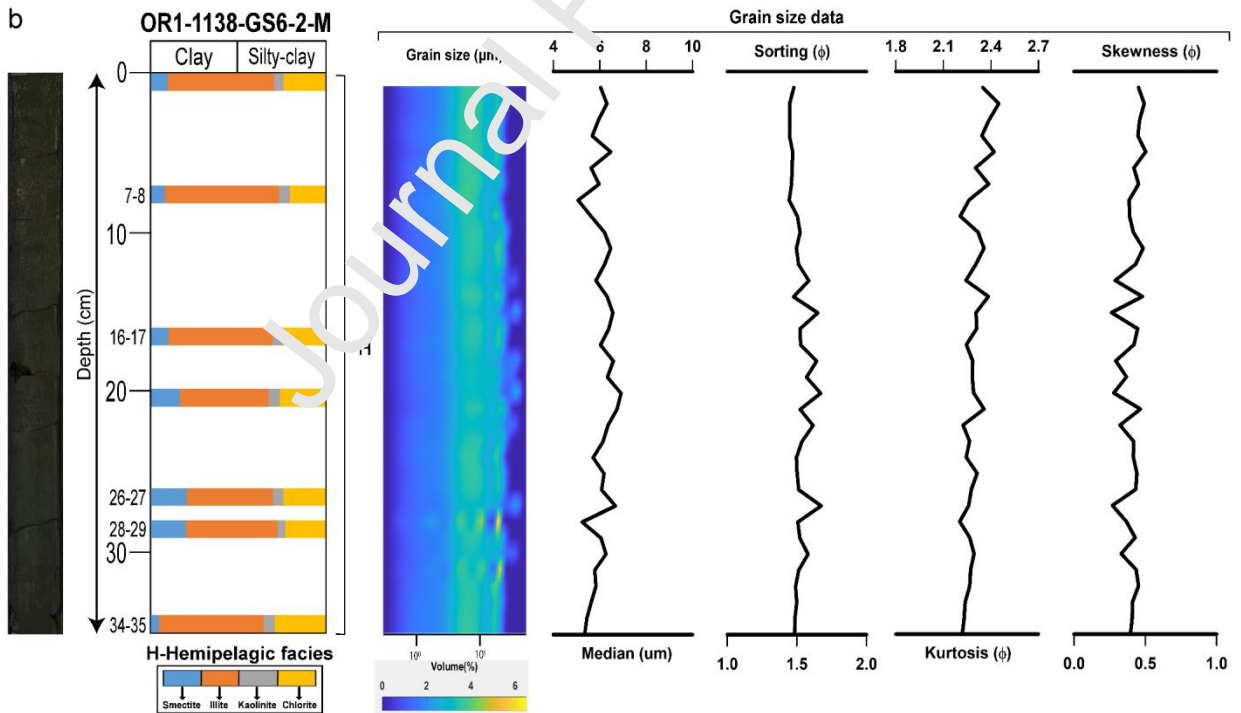 b
OR1-1138-GS6-2-M
Clay
Silty-clay
Grain size data
Grain size (µm)
4 6 8 10
Sorting (ϕ)
1.8 2.1 2.4 2.7
Skewness (ϕ)
Depth (cm)
0
7-8
10
16-17
20
26-27
28-29
30
34-35
H
Journal
10⁰ 10¹
Volume(%)
0 2 4 6
Median (um)
1.0 1.5 2.0
Kurtosis (ϕ)
0.0 0.5 1.0
H-Hemipelagic facies
Smectite Illite Kaolinite Chlorite